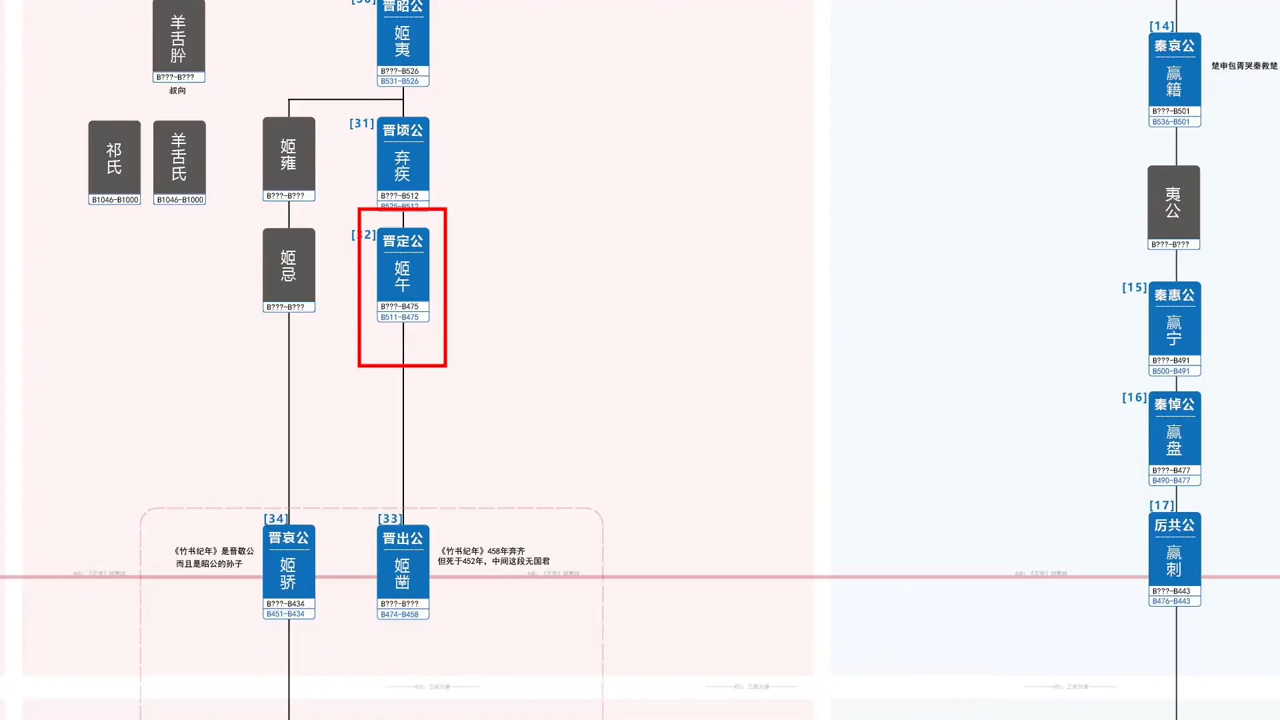 晋昭公
姬夷
B???-B526
B531-B526
羊舌肸
B???-B???
叔向
[14]
秦哀公
赢籍
B???-B501
B536-B501
楚申包胥哭秦救楚
[31]
晋顷公
弃疾
B???-B512
B525-B512
姬雍
B???-B???
祁氏
B1046-B1000
羊舌氏
B1046-B1000
夷公
B???-B???
[32]
晋定公
姬午
B???-B475
B511-B475
姬忌
B???-B???
[15]
秦惠公
赢宁
B???-B491
B500-B491
[16]
秦悼公
赢盘
B???-B477
B490-B477
[34]
晋哀公
姬骄
B???-B434
B451-B434
《竹书纪年》是晋敬公
而且是昭公的孙子
[33]
晋出公
姬凿
B???-B???
B474-B458
《竹书纪年》458年奔齐
但死于452年，中间这段无国君
[17]
厉共公
赢刺
B???-B443
B476-B443